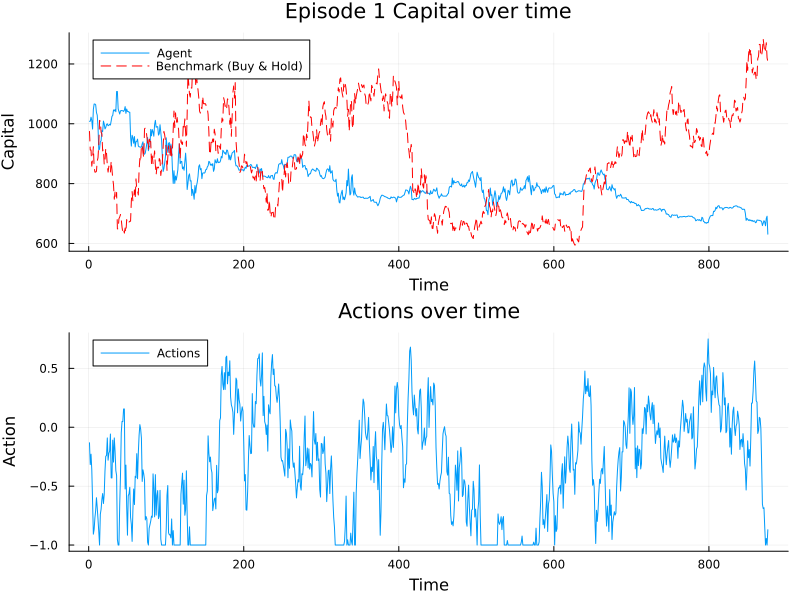 Episode 1 Capital over time
Agent
Benchmark (Buy & Hold)
1200
1000
800
600
Capital
0 200 400 600 800
Time
Actions over time
Actions
0.5
0.0
−0.5
−1.0
Action
0 200 400 600 800
Time